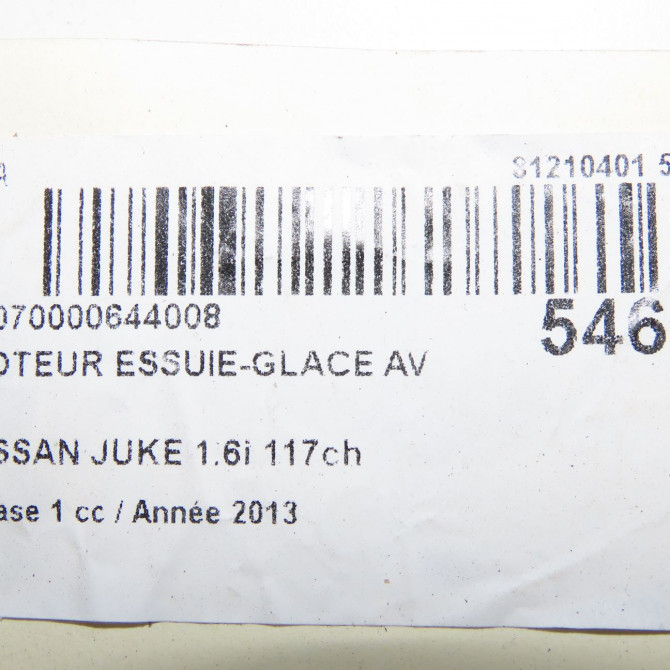 31210401 5
070000644008
546
OTEUR ESSUIE-GLACE AV
SSAN JUKE 1.6i 117ch
ase 1 cc / Année 2013